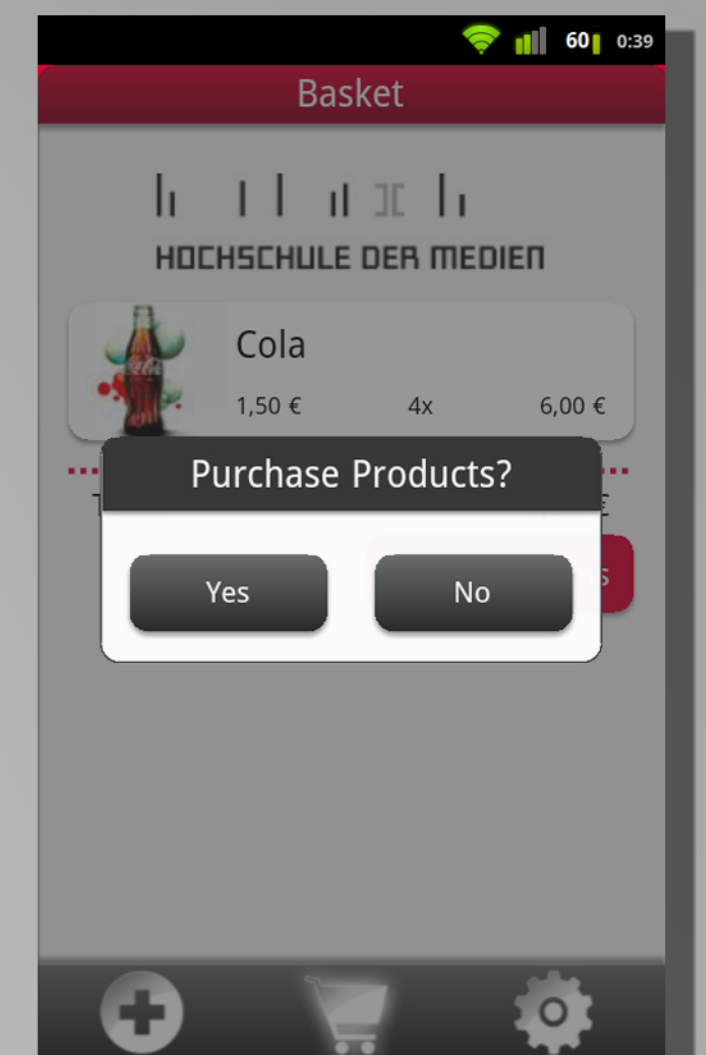 60 0:39
Basket
HOCHSCHULE DER MEDIEN
Cola
1,50 € 4x 6,00 €
Purchase Products?
Yes No